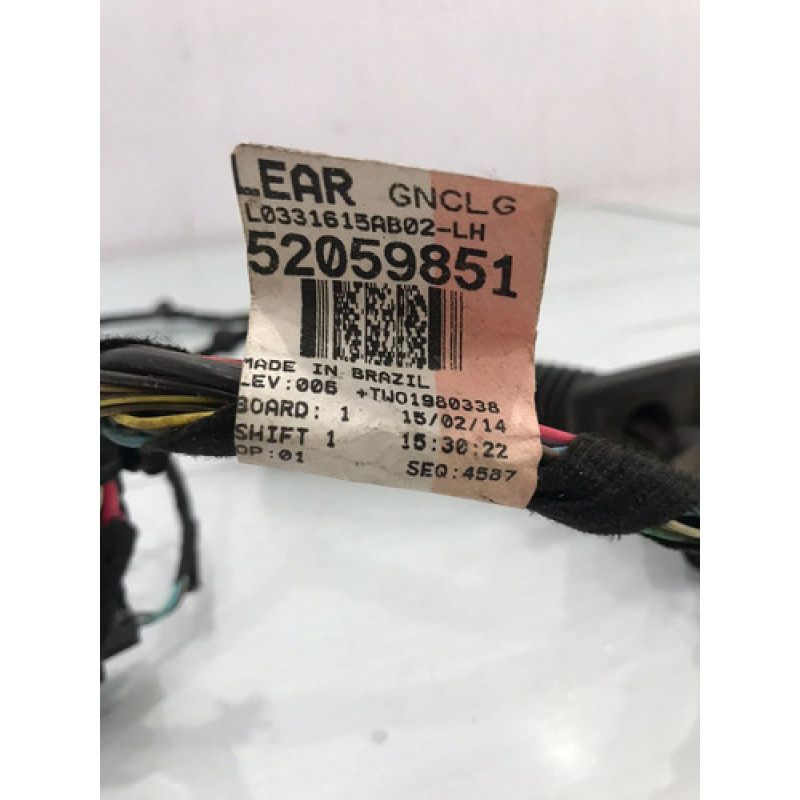 LEAR GNCLG
L0331615AB02-LH
52059851
MADE IN BRAZIL
LEV:006 +TW01980338
BOARD: 1 15/02/14
SHIFT 1 15:30:22
OP:01 SEQ:4587